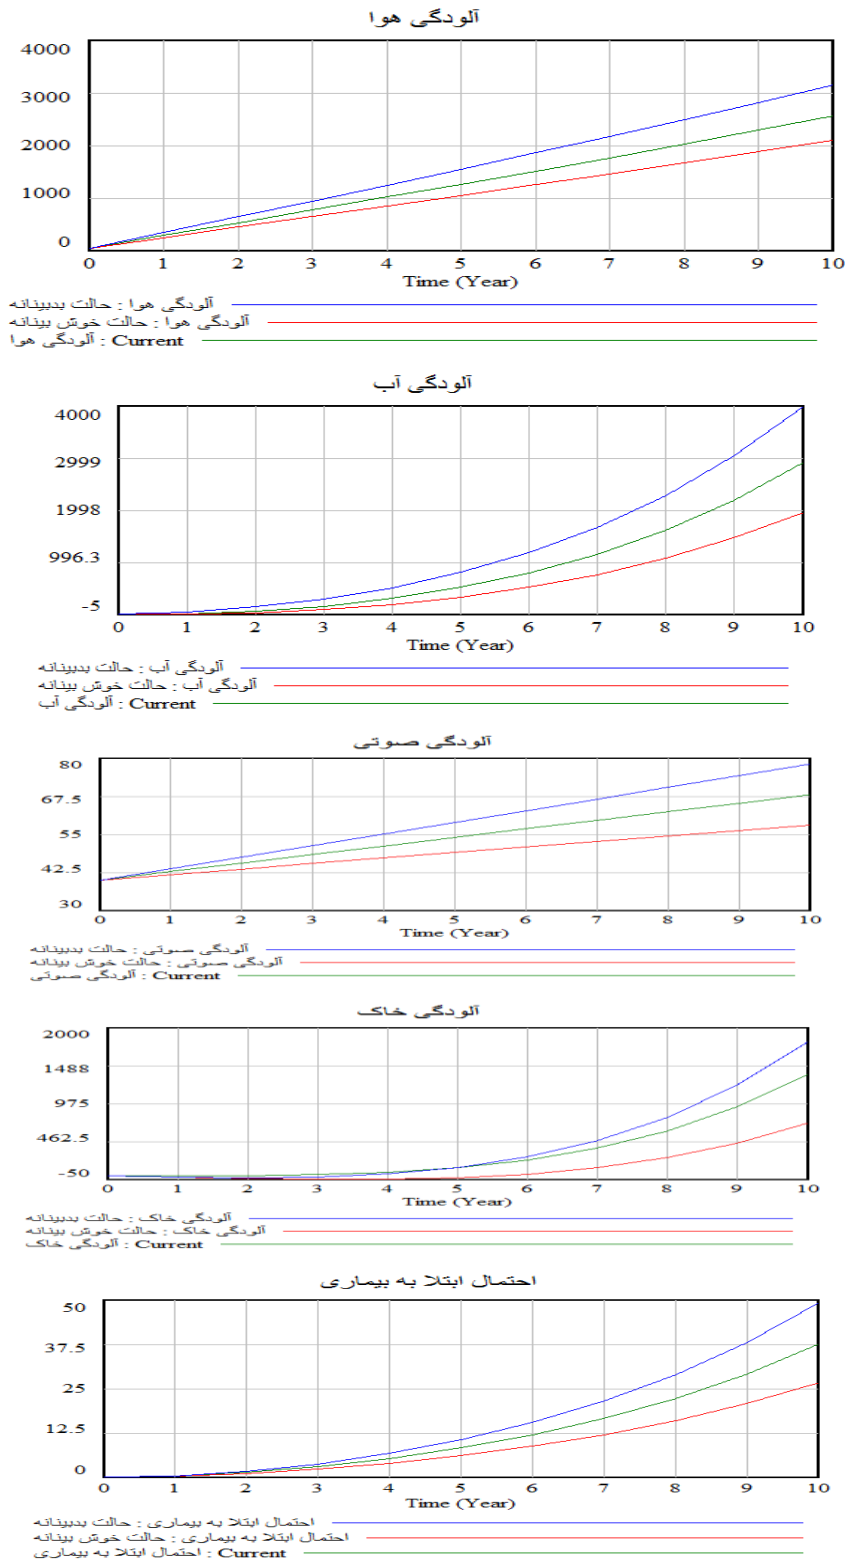 آلودگی هوا
4000
3000
2000
1000
0
0 1 2 3 4 5 6 7 8 9 10
Time (Year)
آلودگی هوا : حالت بدبینانه
آلودگی هوا : حالت خوش بینانه
آلودگی هوا : Current
آلودگی آب
4000
2999
1998
996.3
-5
0 1 2 3 4 5 6 7 8 9 10
Time (Year)
آلودگی آب : حالت بدبینانه
آلودگی آب : حالت خوش بینانه
آلودگی آب : Current
آلودگی صوتی
80
67.5
55
42.5
30
0 1 2 3 4 5 6 7 8 9 10
Time (Year)
آلودگی صوتی : حالت بدبینانه
آلودگی صوتی : حالت خوش بینانه
آلودگی صوتی : Current
آلودگی خاک
2000
1488
975
462.5
-50
0 1 2 3 4 5 6 7 8 9 10
Time (Year)
آلودگی خاک : حالت بدبینانه
آلودگی خاک : حالت خوش بینانه
آلودگی خاک : Current
احتمال ابتلا به بیماری
50
37.5
25
12.5
0
0 1 2 3 4 5 6 7 8 9 10
Time (Year)
احتمال ابتلا به بیماری : حالت بدبینانه
احتمال ابتلا به بیماری : حالت خوش بینانه
احتمال ابتلا به بیماری : Current